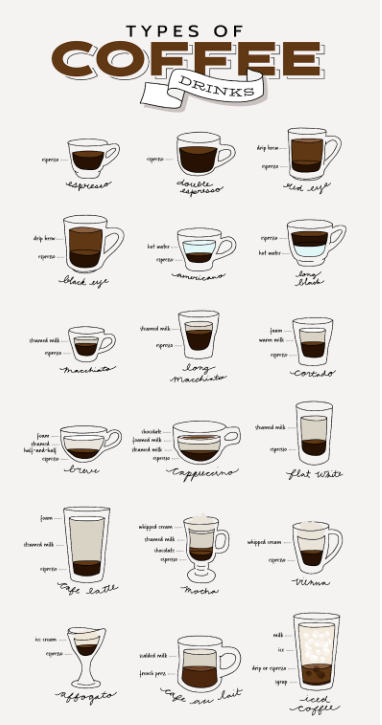 TYPES OF
COFFEE
DRINKS
espresso
espresso
espresso
double
espresso
drip brew
espresso
red eye
drip brew
espresso
black eye
hot water
espresso
americano
espresso
hot water
long
black
steamed milk
espresso
macchiato
steamed milk
espresso
long
macchiato
foam
warm milk
espresso
cortado
foam
steamed
half-and-half
espresso
breve
chocolate
foamed milk
steamed milk
espresso
cappuccino
steamed milk
espresso
flat white
foam
steamed milk
espresso
cafe latte
whipped cream
steamed milk
chocolate
espresso
mocha
whipped cream
espresso
vienna
ice cream
espresso
affogato
scalded milk
french press
cafe au lait
milk
ice
drip or espresso
syrup
iced
coffee